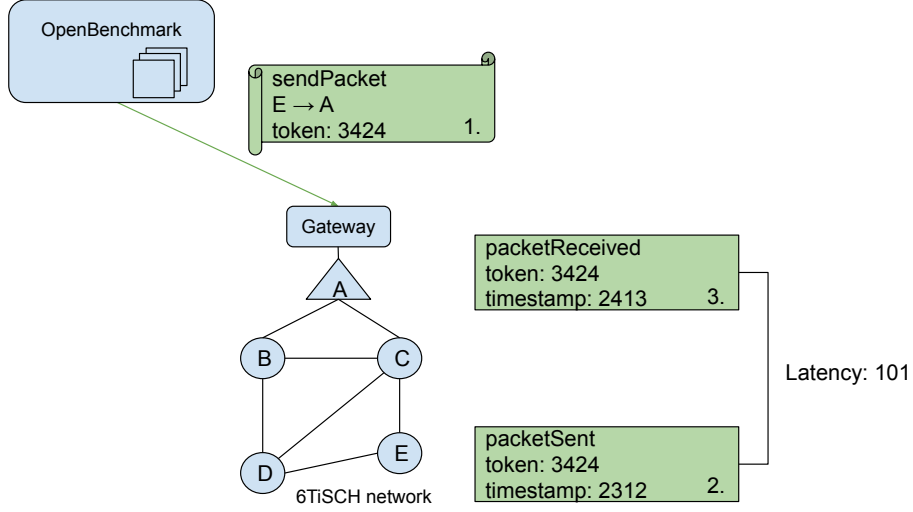 OpenBenchmark
sendPacket
E → A
token: 3424
1.
Gateway
A
B
C
D
E
6TiSCH network
packetReceived
token: 3424
timestamp: 2413
3.
Latency: 101
packetSent
token: 3424
timestamp: 2312
2.